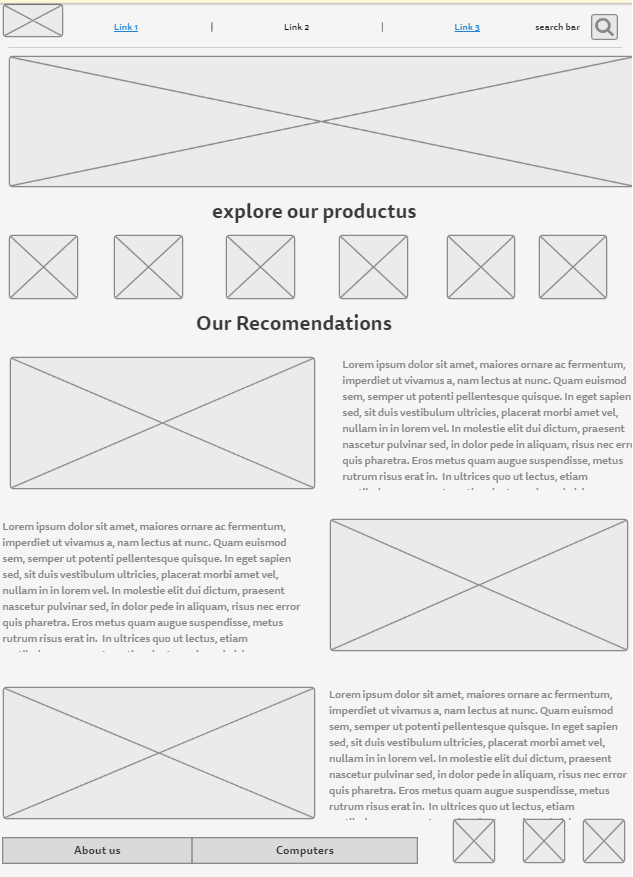 Link 1 | Link 2 | Link 3 search bar
explore our productus
Our Recomendations
Lorem ipsum dolor sit amet, maiores ornare ac fermentum,
imperdiet ut vivamus a, nam lectus at nunc. Quam euismod
sem, semper ut potenti pellentesque quisque. In eget sapien
sed, sit duis vestibulum ultricies, placerat morbi amet vel,
nullam in in lorem vel. In molestie elit dui dictum, praesent
nascetur pulvinar sed, in dolor pede in aliquam, risus nec erro
quis pharetra. Eros metus quam augue suspendisse, metus
rutrum risus erat in. In ultrices quo ut lectus, etiam
Lorem ipsum dolor sit amet, maiores ornare ac fermentum,
imperdiet ut vivamus a, nam lectus at nunc. Quam euismod
sem, semper ut potenti pellentesque quisque. In eget sapien
sed, sit duis vestibulum ultricies, placerat morbi amet vel,
nullam in in lorem vel. In molestie elit dui dictum, praesent
nascetur pulvinar sed, in dolor pede in aliquam, risus nec error
quis pharetra. Eros metus quam augue suspendisse, metus
rutrum risus erat in. In ultrices quo ut lectus, etiam
Lorem ipsum dolor sit amet, maiores ornare ac fermentum,
imperdiet ut vivamus a, nam lectus at nunc. Quam euismod
sem, semper ut potenti pellentesque quisque. In eget sapien
sed, sit duis vestibulum ultricies, placerat morbi amet vel,
nullam in in lorem vel. In molestie elit dui dictum, praesent
nascetur pulvinar sed, in dolor pede in aliquam, risus nec error
quis pharetra. Eros metus quam augue suspendisse, metus
rutrum risus erat in. In ultrices quo ut lectus, etiam
About us Computers